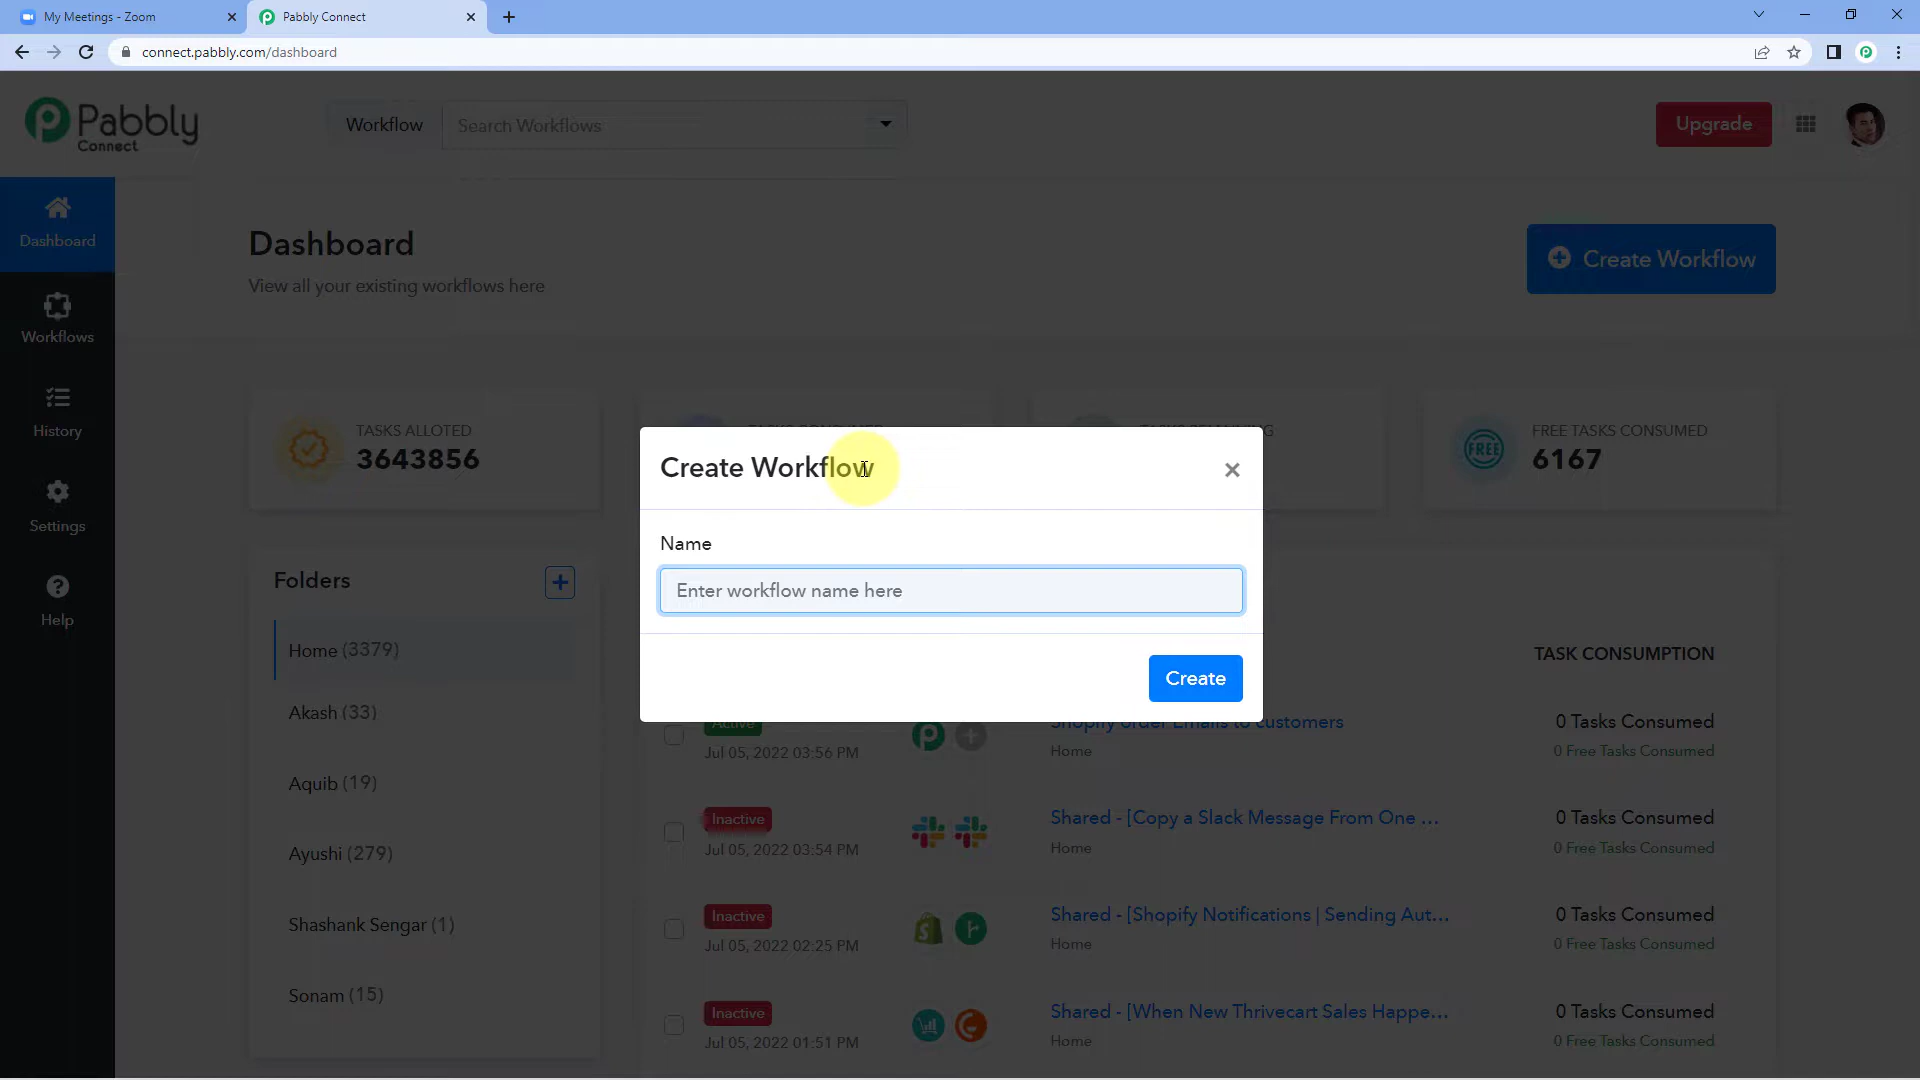 My Meetings - Zoom
Pabbly Connect
connect.pabbly.com/dashboard
Pabbly
Connect
Workflow
Search Workflows
Upgrade
Dashboard
Workflows
History
Settings
Help
Dashboard
View all your existing workflows here
Create Workflow
TASKS ALLOTED
3643856
FREE TASKS CONSUMED
FREE
6167
Create Workflow
×
Name
Enter workflow name here
Create
Folders
Home (3379)
Akash (33)
Aquib (19)
Ayushi (279)
Shashank Sengar (1)
Sonam (15)
TASK CONSUMPTION
Active
Jul 05, 2022 03:56 PM
Shopify Order Emails to customers
Home
0 Tasks Consumed
0 Free Tasks Consumed
Inactive
Jul 05, 2022 03:54 PM
Shared - [Copy a Slack Message From One ...
Home
0 Tasks Consumed
0 Free Tasks Consumed
Inactive
Jul 05, 2022 02:25 PM
Shared - [Shopify Notifications | Sending Aut...
Home
0 Tasks Consumed
0 Free Tasks Consumed
Inactive
Jul 05, 2022 01:51 PM
Shared - [When New Thrivecart Sales Happe...
Home
0 Tasks Consumed
0 Free Tasks Consumed